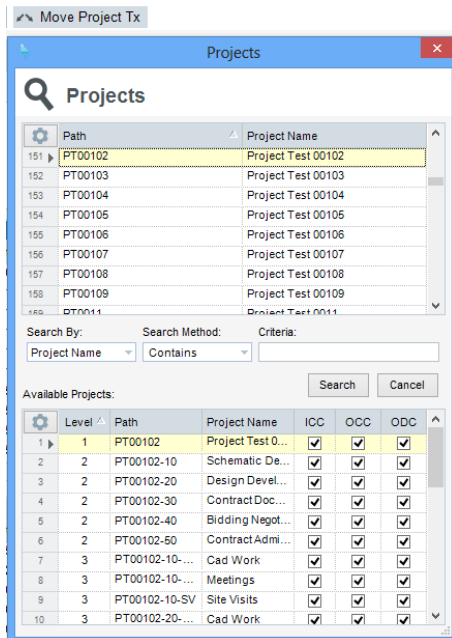 Move Project Tx
Projects
Projects
Path Project Name
151 PT00102 Project Test 00102
152 PT00103 Project Test 00103
153 PT00104 Project Test 00104
154 PT00105 Project Test 00105
155 PT00106 Project Test 00106
156 PT00107 Project Test 00107
157 PT00108 Project Test 00108
158 PT00109 Project Test 00109
159 PT0011 Project Test 0011
Search By: Search Method: Criteria:
Project Name Contains
Search Cancel
Available Projects:
Level Path Project Name ICC OCC ODC
1 1 PT00102 Project Test 0...
2 2 PT00102-10 Schematic De...
3 2 PT00102-20 Design Devel...
4 2 PT00102-30 Contract Doc...
5 2 PT00102-40 Bidding Negot...
6 2 PT00102-50 Contract Admi...
7 3 PT00102-10-... Cad Work
8 3 PT00102-10-... Meetings
9 3 PT00102-10-SV Site Visits
10 3 PT00102-20-... Cad Work